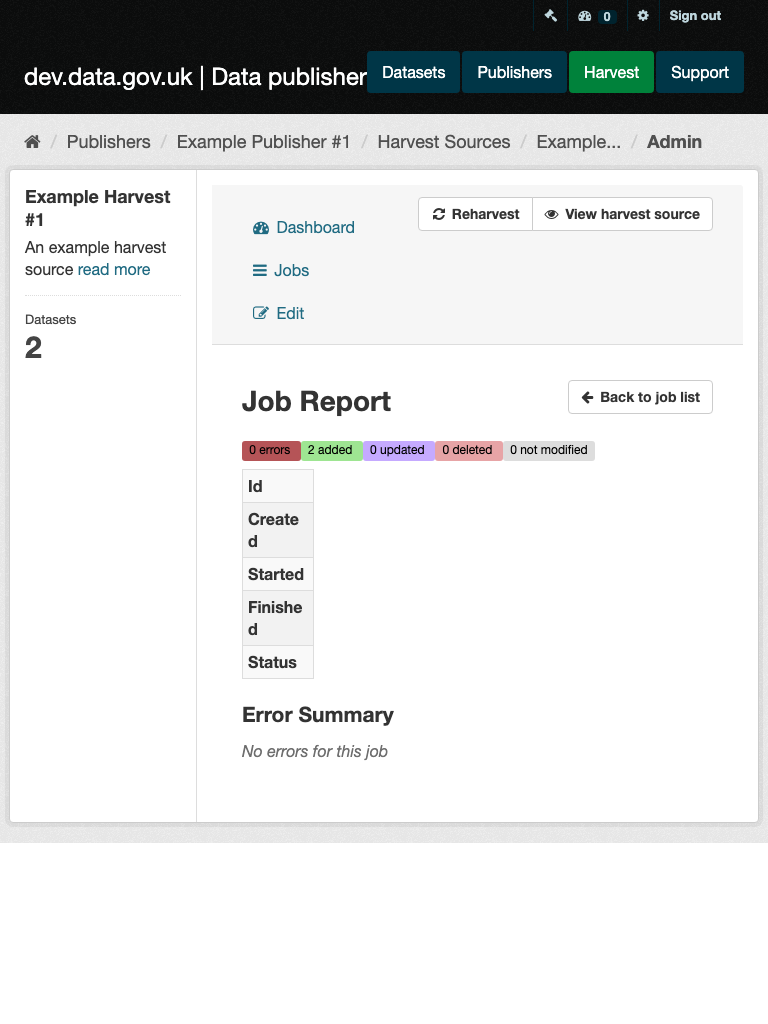 0 Sign out
dev.data.gov.uk | Data publisher Datasets Publishers Harvest Support
/ Publishers / Example Publisher #1 / Harvest Sources / Example... / Admin
Example Harvest
#1
An example harvest
source read more
Datasets
2
Dashboard
Jobs
Edit
Reharvest View harvest source
Job Report
Back to job list
0 errors 2 added 0 updated 0 deleted 0 not modified
Id
Create
d
Started
Finishe
d
Status
Error Summary
No errors for this job